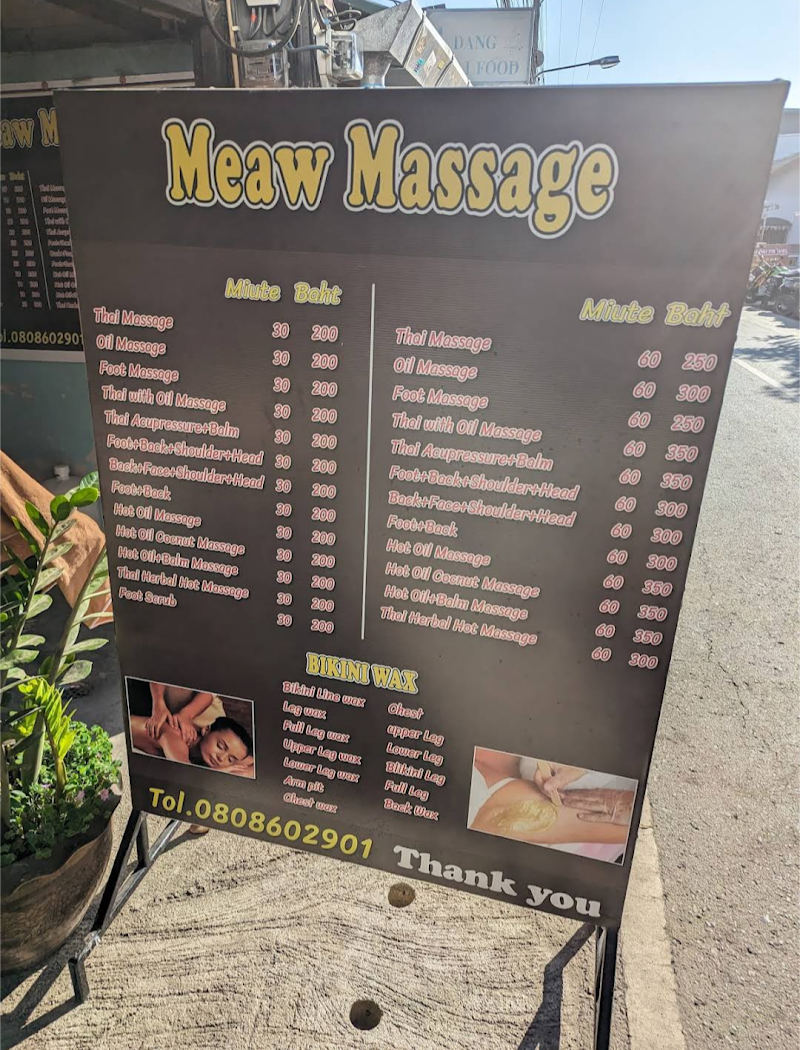 DANG
FOOD
Meaw Massage
Miute Baht
Thai Massage 30 200
Oil Massage 30 200
Foot Massage 30 200
Thai with Oil Massage 30 200
Thai Acupressure+Balm 30 200
Foot+Back+Shoulder+Head 30 200
Back+Face+Shoulder+Head 30 200
Foot+Back 30 200
Hot Oil Massage 30 200
Hot Oil Cocnut Massage 30 200
Hot Oil+Balm Massage 30 200
Thai Herbal Hot Massage 30 200
Foot Scrub 30 200
Miute Baht
Thai Massage 60 250
Oil Massage 60 300
Foot Massage 60 250
Thai with Oil Massage 60 350
Thai Acupressure+Balm 60 350
Foot+Back+Shoulder+Head 60 300
Back+Face+Shoulder+Head 60 300
Foot+Back 60 300
Hot Oil Massage 60 350
Hot Oil Cocnut Massage 60 350
Hot Oil+Balm Massage 60 350
Thai Herbal Hot Massage 60 300
BIKINI WAX
Bikini Line wax
Leg wax
Full Leg wax
Upper Leg wax
Lower Leg wax
Arm pit
Chest wax
Chest
upper Leg
Lower Leg
Blikini Leg
Full Leg
Back Wax
Tol.0808602901
Thank you